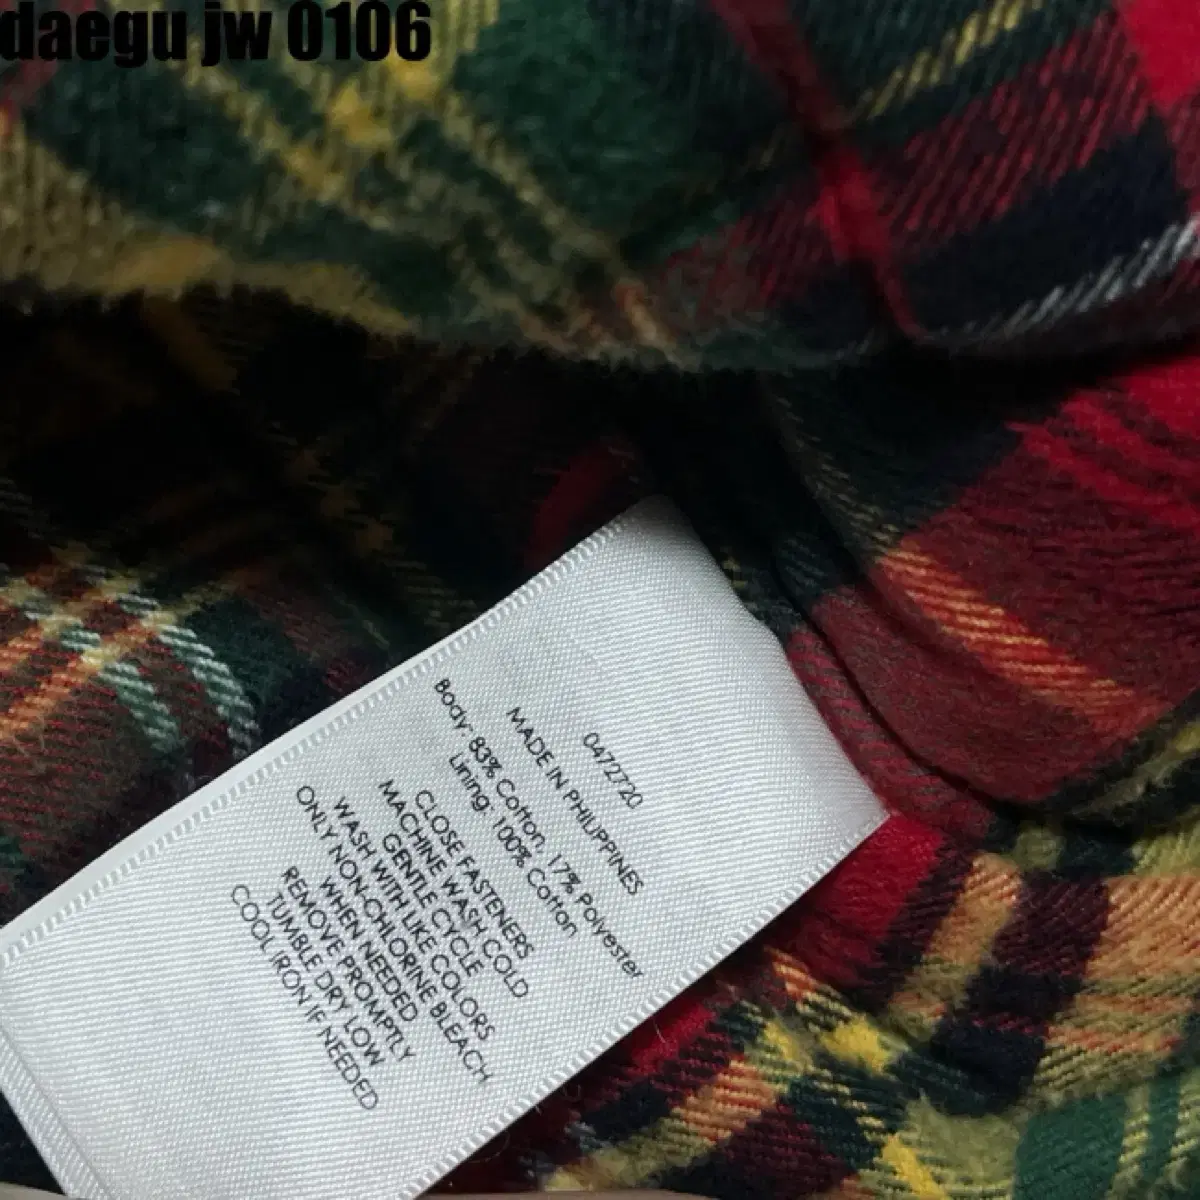 daegu jw 0106
0472720
MADE IN PHILIPPINES
Body: 83% Cotton, 17% Polyester
Lining: 100% Cotton
CLOSE FASTENERS
MACHINE WASH COLD
GENTLE CYCLE
WASH WITH LIKE COLORS
ONLY NON-CHLORINE BLEACH
WHEN NEEDED
REMOVE PROMPTLY
TUMBLE DRY LOW
COOL IRON IF NEEDED